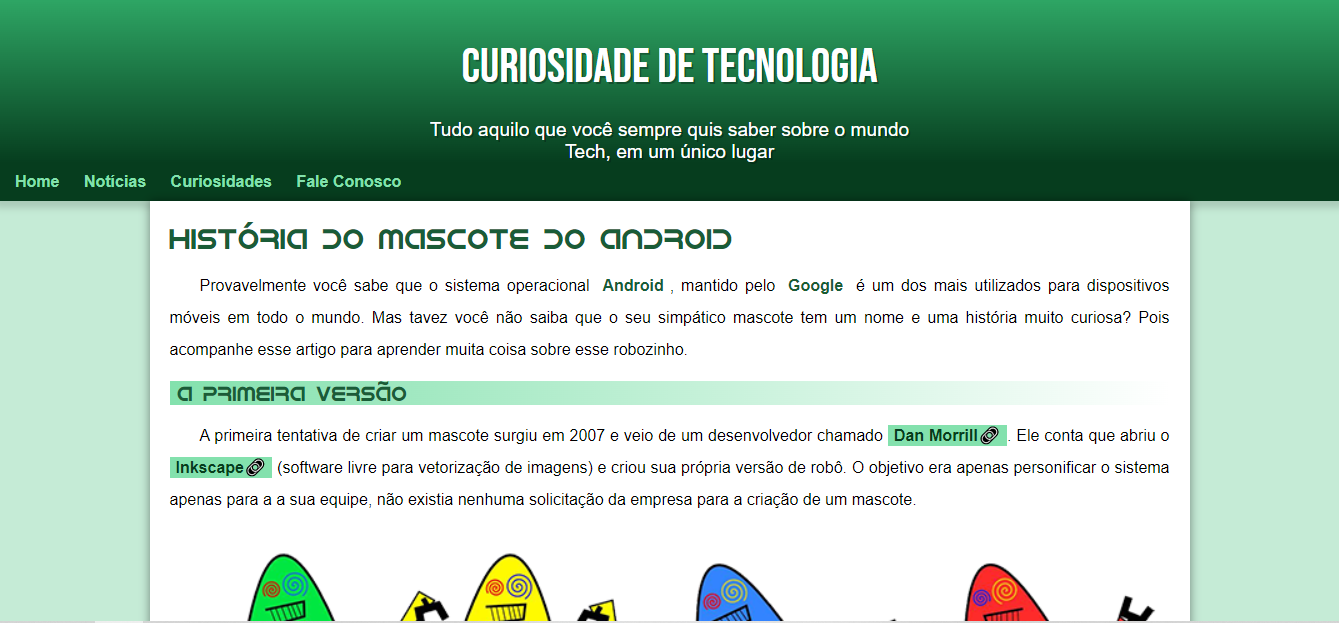 CURIOSIDADE DE TECNOLOGIA
Tudo aquilo que você sempre quis saber sobre o mundo
Tech, em um único lugar
Home Notícias Curiosidades Fale Conosco
História do Mascote do Android
Provavelmente você sabe que o sistema operacional Android , mantido pelo Google é um dos mais utilizados para dispositivos
móveis em todo o mundo. Mas tavez você não saiba que o seu simpático mascote tem um nome e uma história muito curiosa? Pois
acompanhe esse artigo para aprender muita coisa sobre esse robozinho.
A primeira versão
A primeira tentativa de criar um mascote surgiu em 2007 e veio de um desenvolvedor chamado Dan Morrill. Ele conta que abriu o
Inkscape (software livre para vetorização de imagens) e criou sua própria versão de robô. O objetivo era apenas personificar o sistema
apenas para a a sua equipe, não existia nenhuma solicitação da empresa para a criação de um mascote.